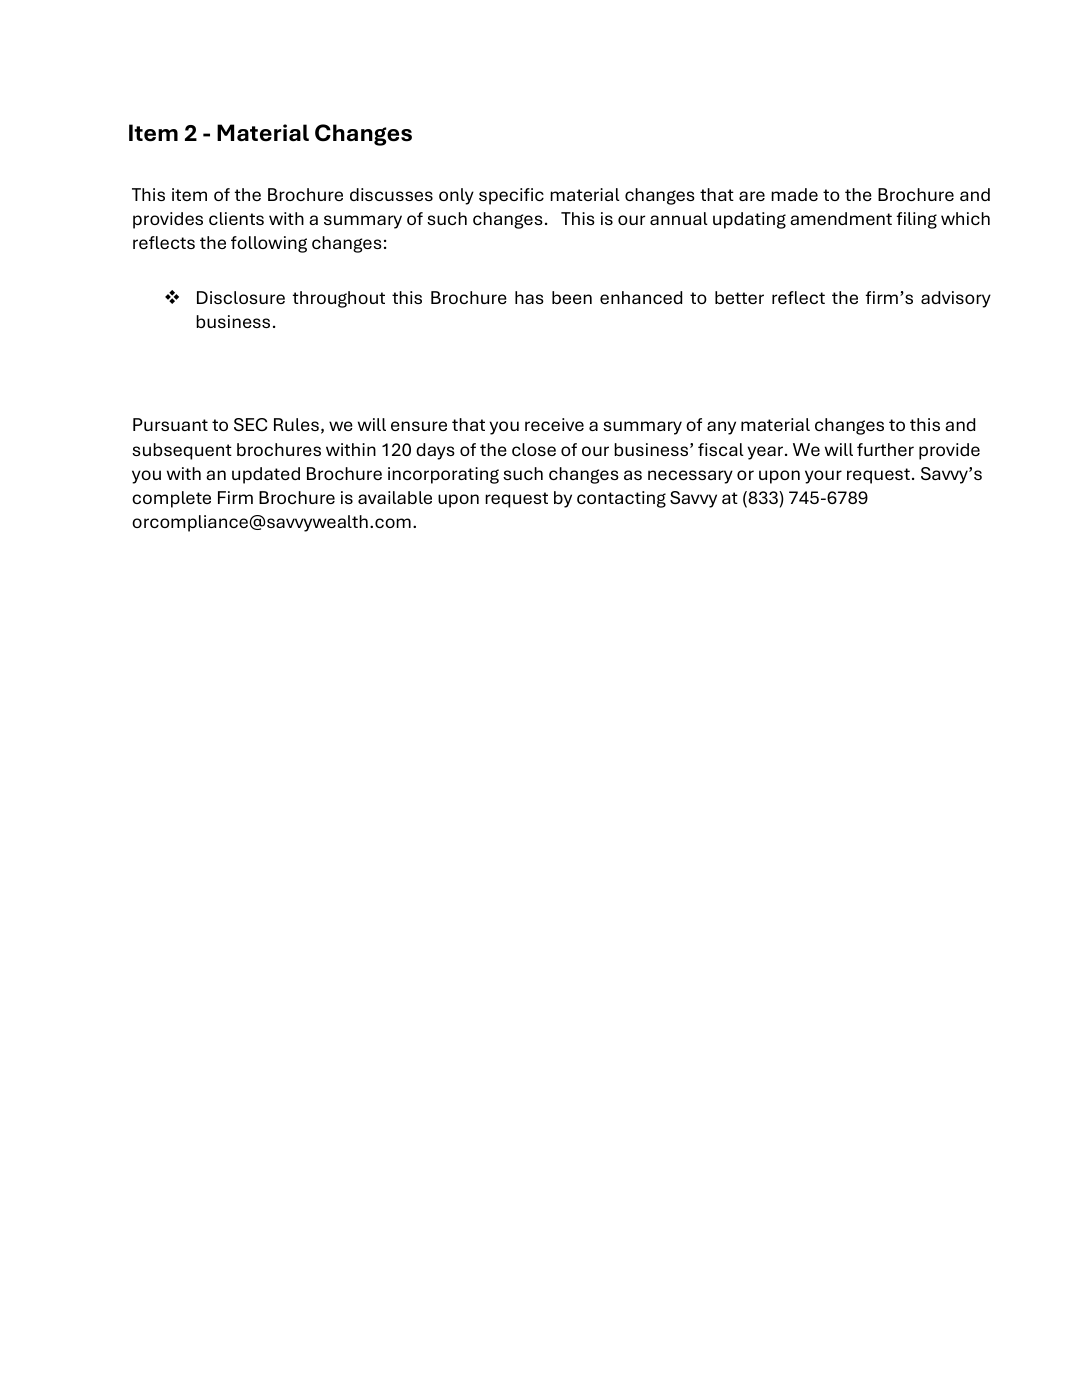 Item 2 - Material Changes
This item of the Brochure discusses only specific material changes that are made to the Brochure and
provides clients with a summary of such changes.   This is our annual updating amendment filing which
reflects the following changes:
❖ Disclosure throughout this Brochure has been enhanced to better reflect the firm’s advisory
business.
Pursuant to SEC Rules, we will ensure that you receive a summary of any material changes to this and
subsequent brochures within 120 days of the close of our business’ fiscal year. We will further provide
you with an updated Brochure incorporating such changes as necessary or upon your request. Savvy’s
complete Firm Brochure is available upon request by contacting Savvy at (833) 745-6789
orcompliance@savvywealth.com.